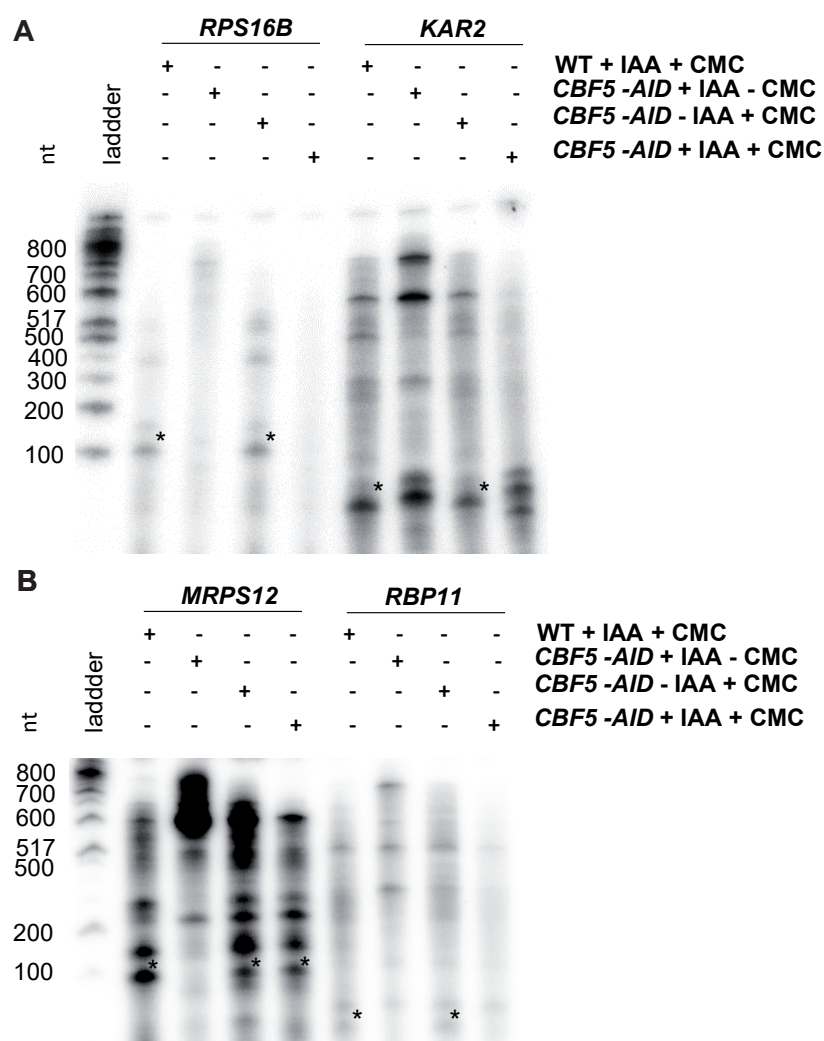 A
RPS16B KAR2
+ - - - + - - - WT + IAA + CMC
- + - - - + - - CBF5 -AID + IAA - CMC
- - + - - - + - CBF5 -AID - IAA + CMC
- - - + - - - + CBF5 -AID + IAA + CMC
nt
laddder
800
700
600
517
500
400
300
200
* *
100
* *
B
MRPS12 RBP11
+ - - - + - - - WT + IAA + CMC
- + - - - + - - CBF5 -AID + IAA - CMC
- - + - - - + - CBF5 -AID - IAA + CMC
- - - + - - - + CBF5 -AID + IAA + CMC
nt
laddder
800
700
600
517
500
200
* * *
100
* *